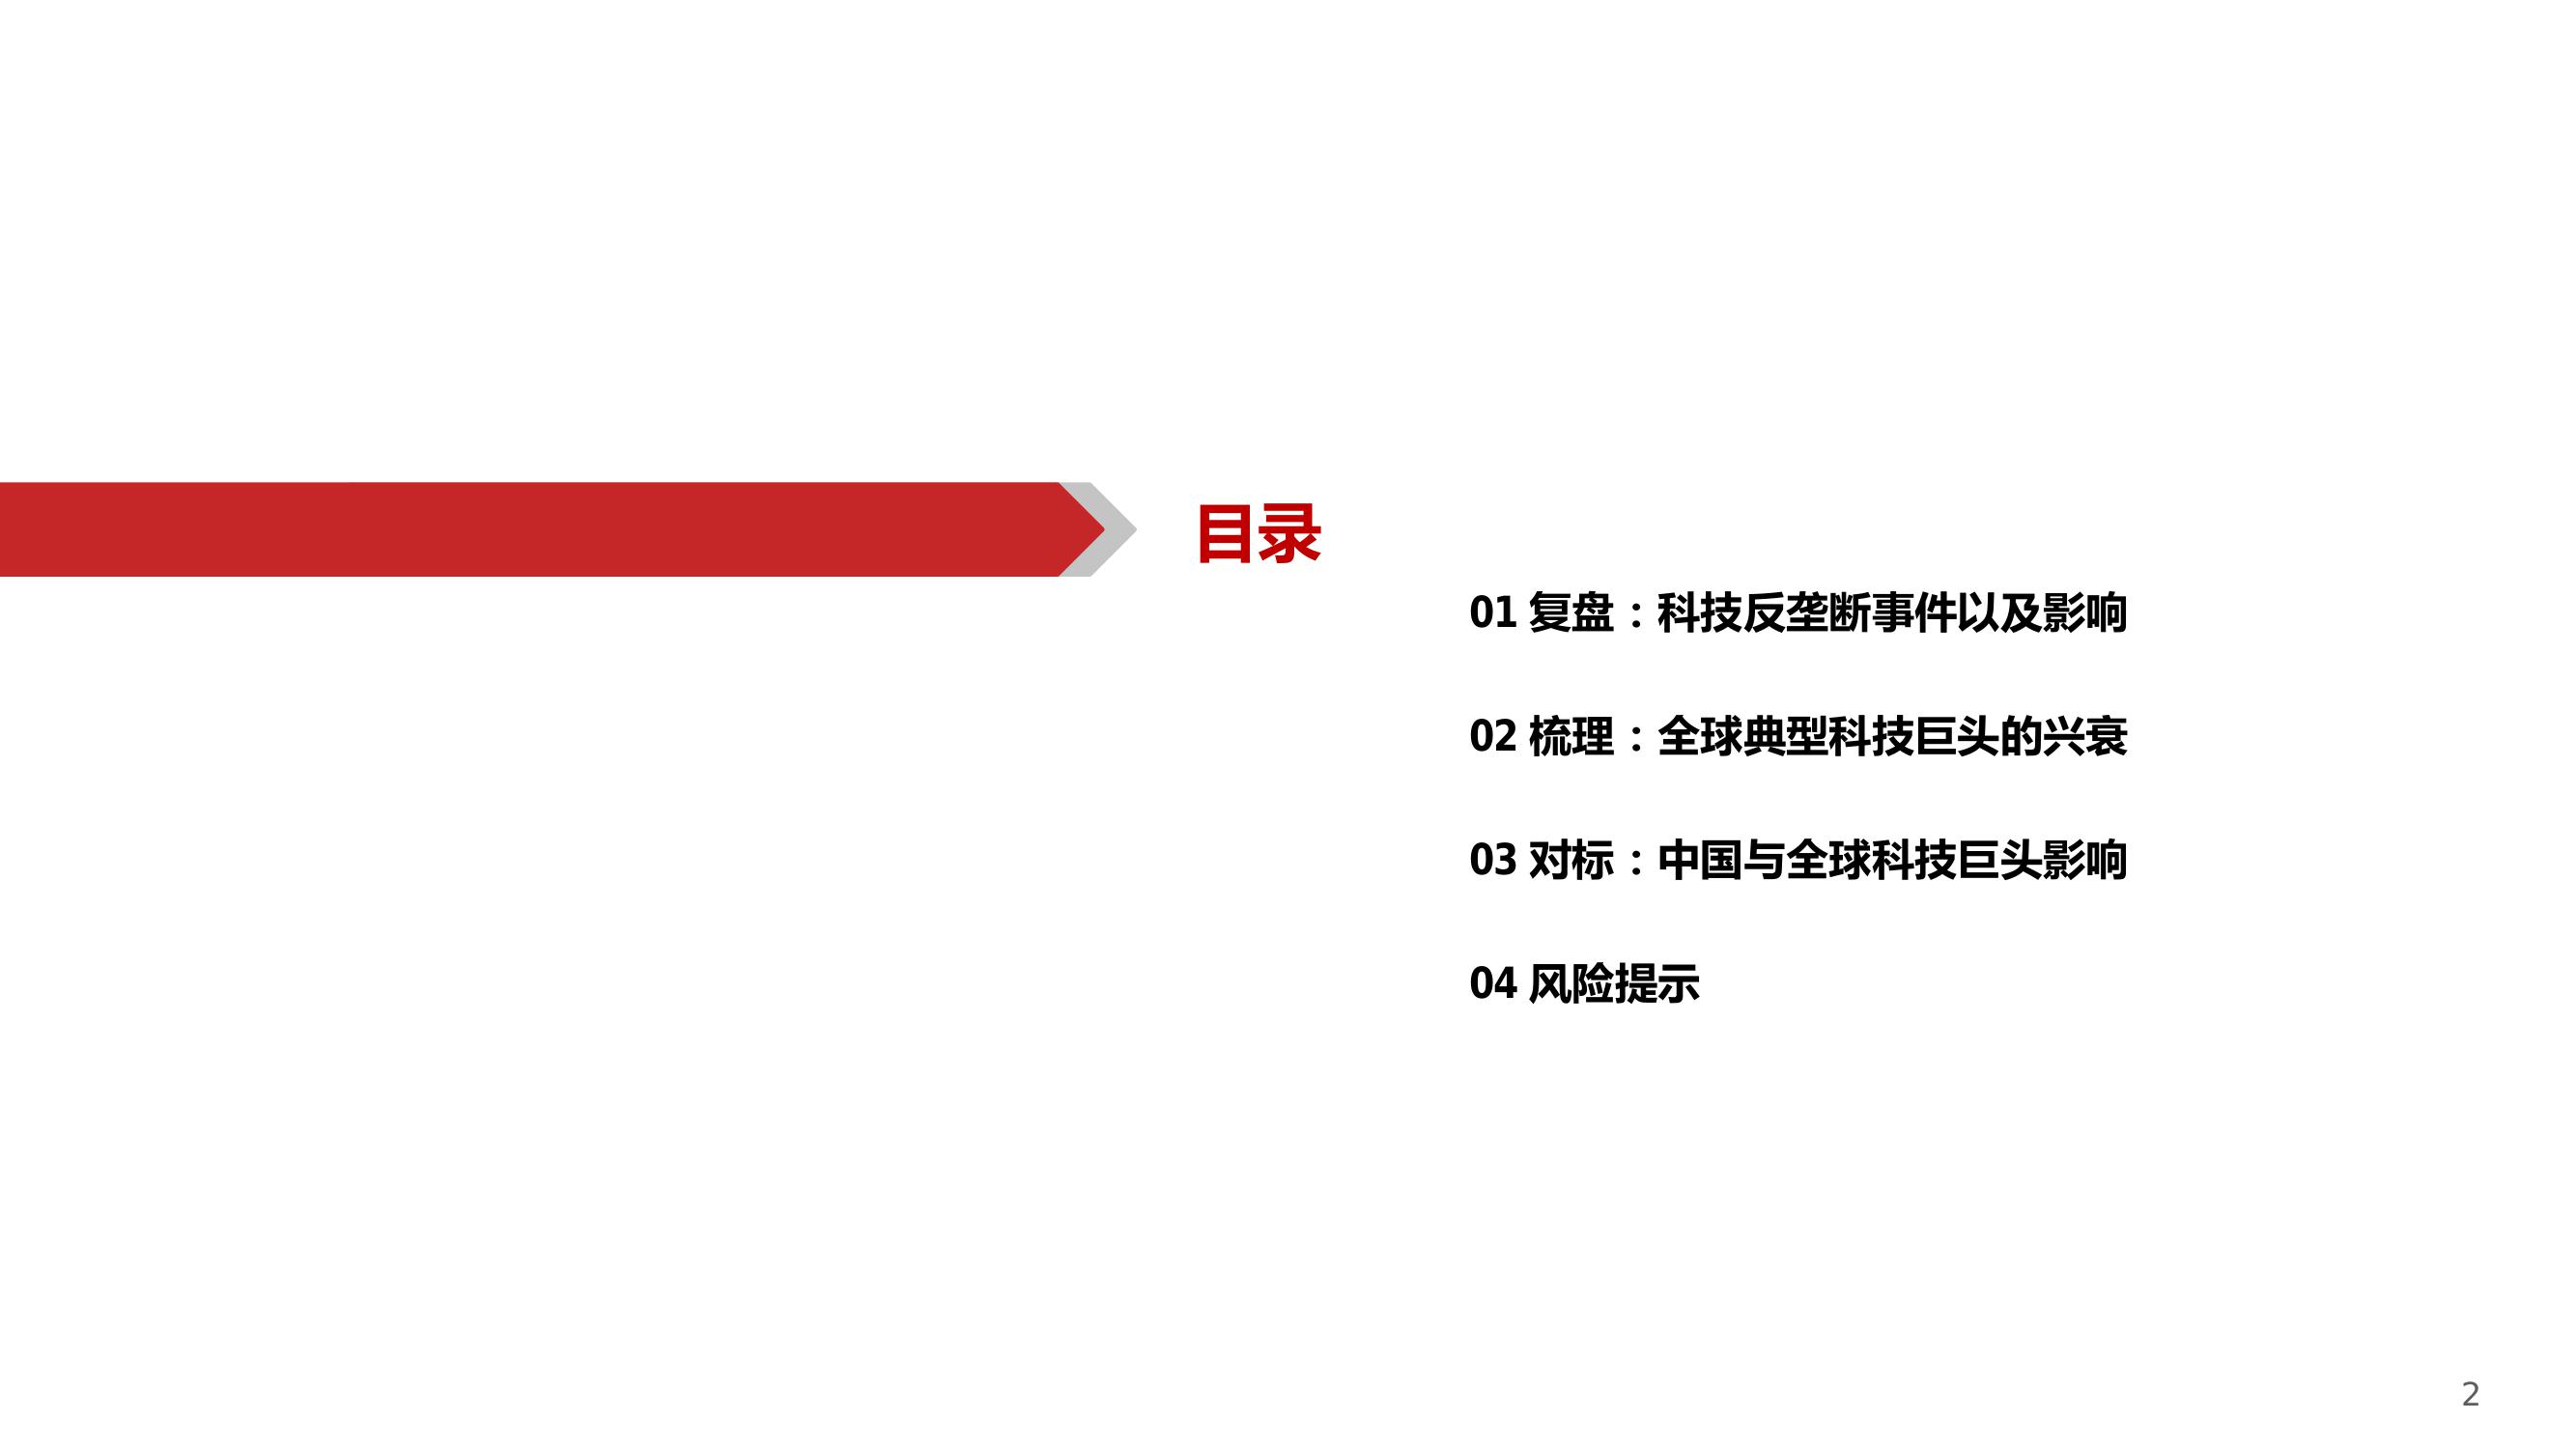 目录
01 复盘：科技反垄断事件以及影响
02 梳理：全球典型科技巨头的兴衰
03 对标：中国与全球科技巨头影响
04 风险提示
2